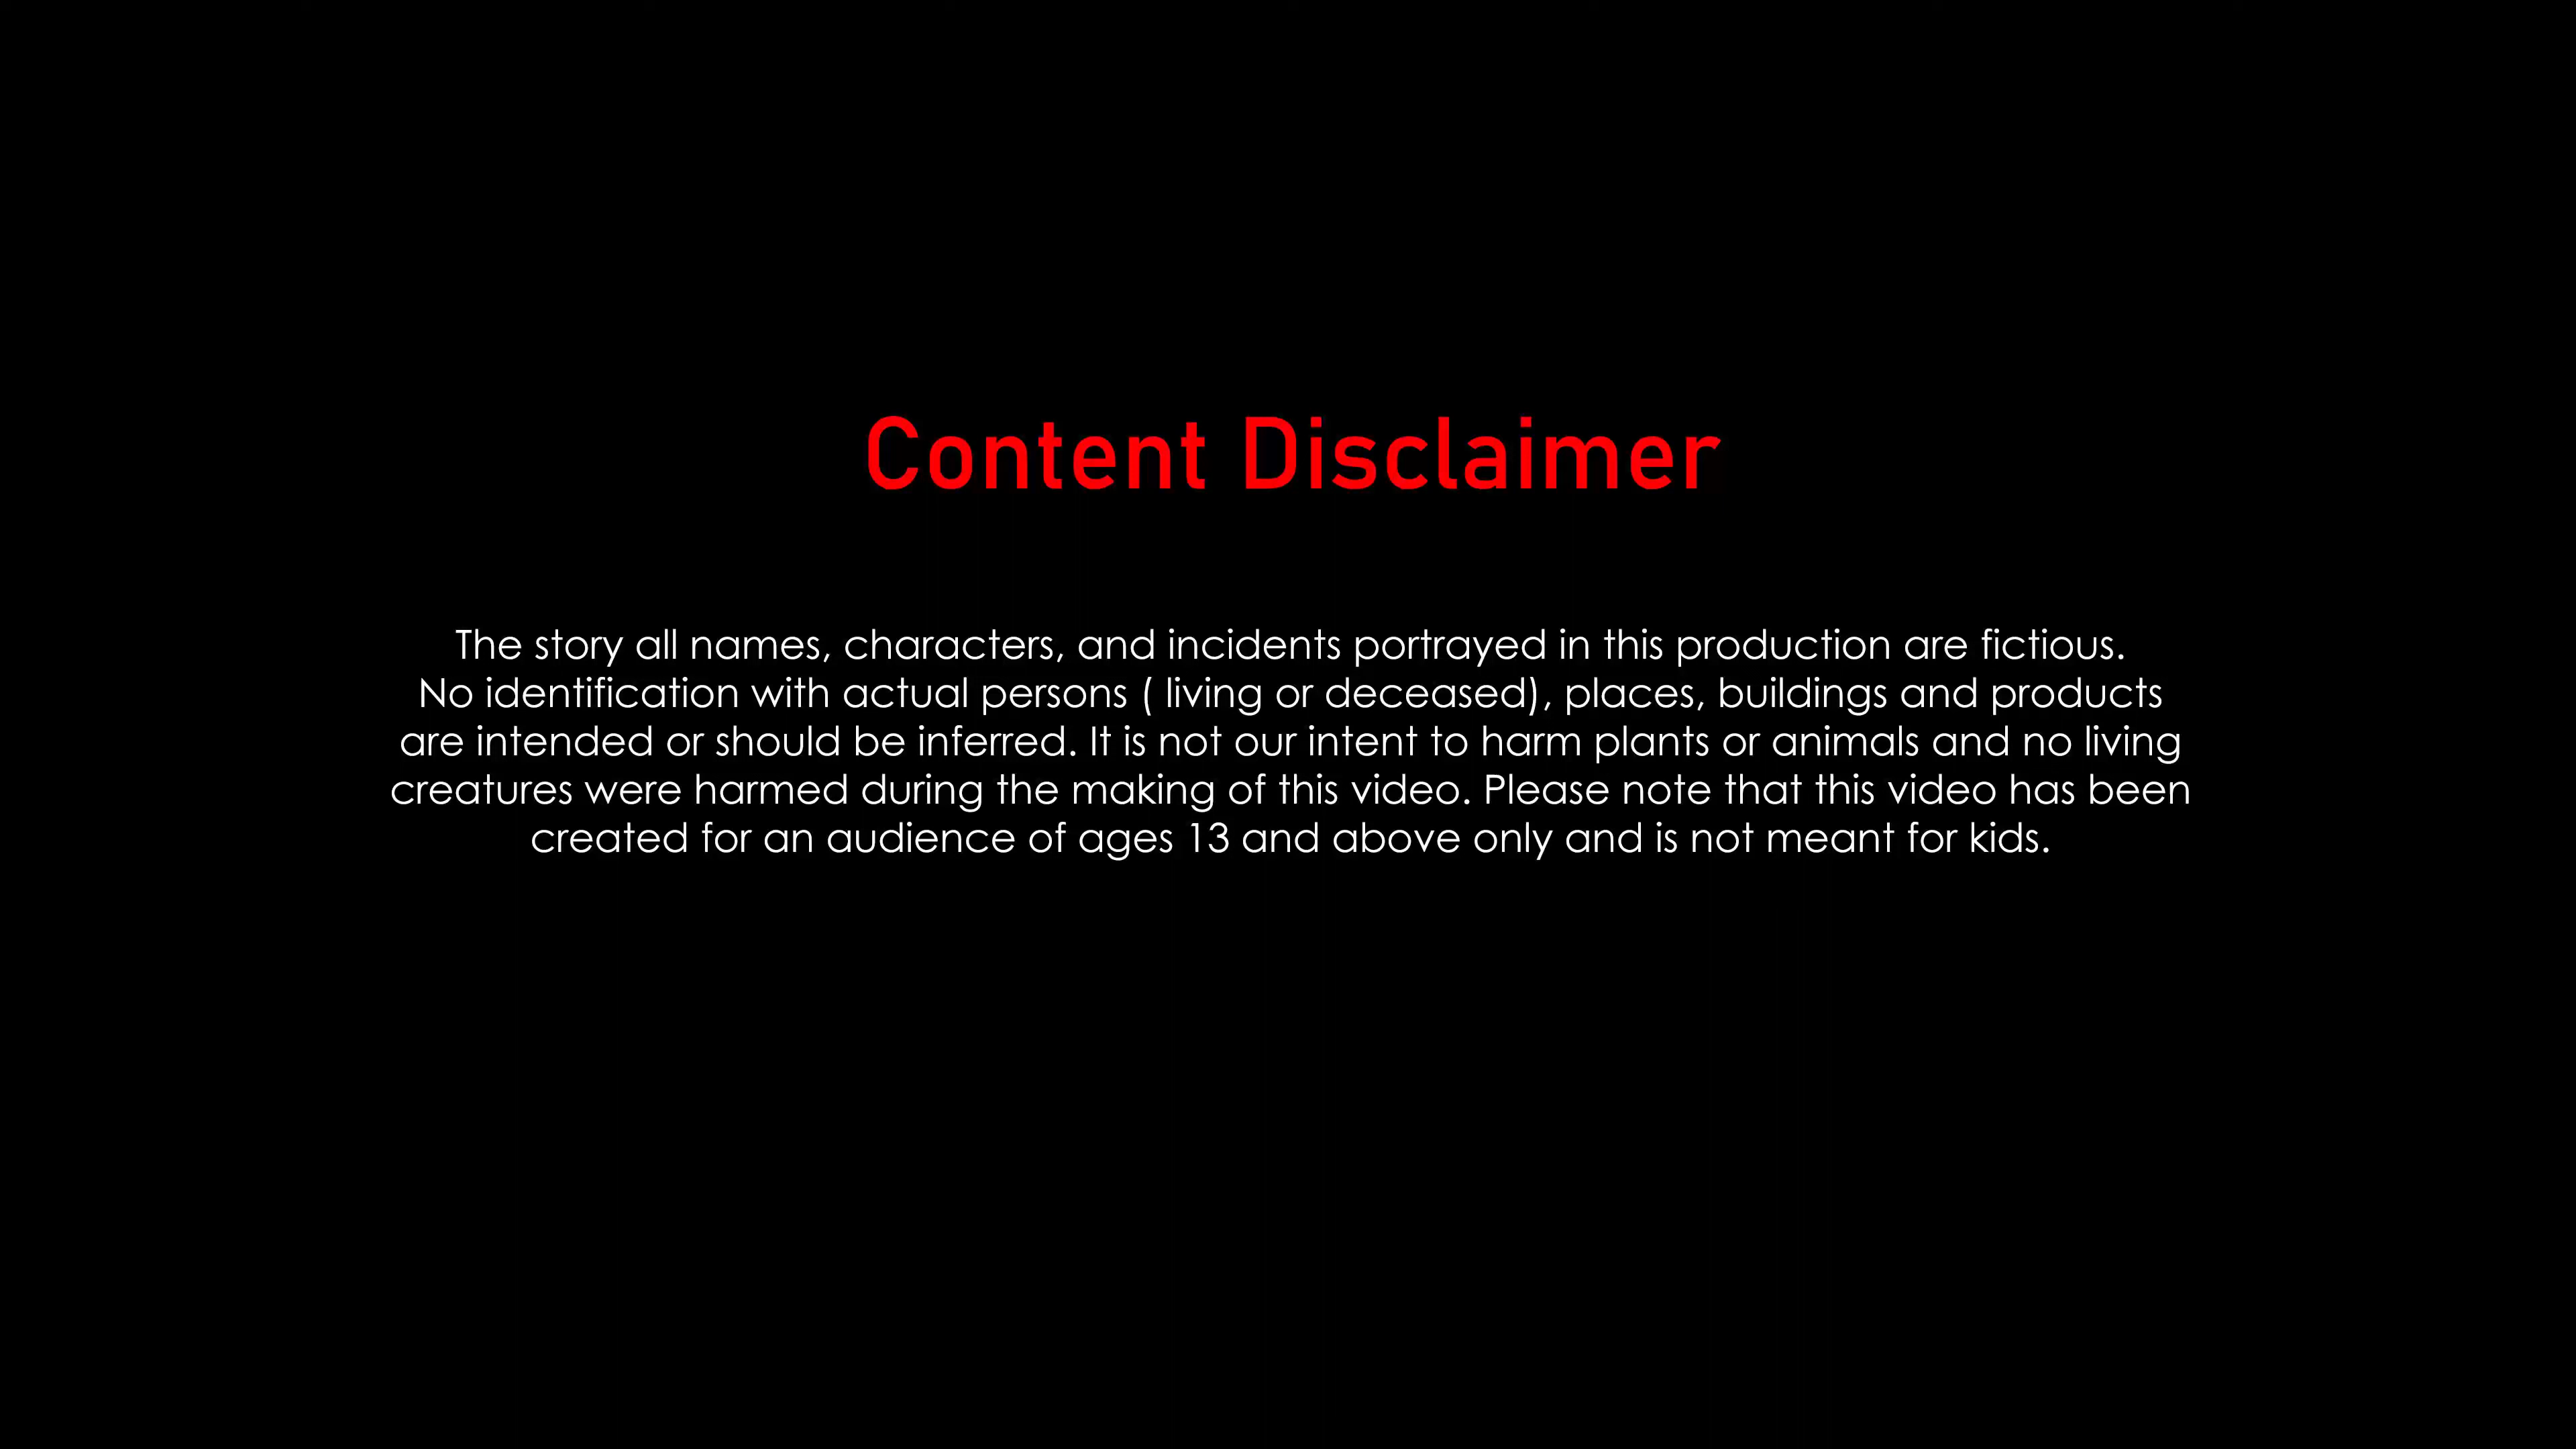 Content Disclaimer
The story all names, characters, and incidents portrayed in this production are fictious.
No identification with actual persons ( living or deceased), places, buildings and products
are intended or should be inferred. It is not our intent to harm plants or animals and no living
creatures were harmed during the making of this video. Please note that this video has been
created for an audience of ages 13 and above only and is not meant for kids.